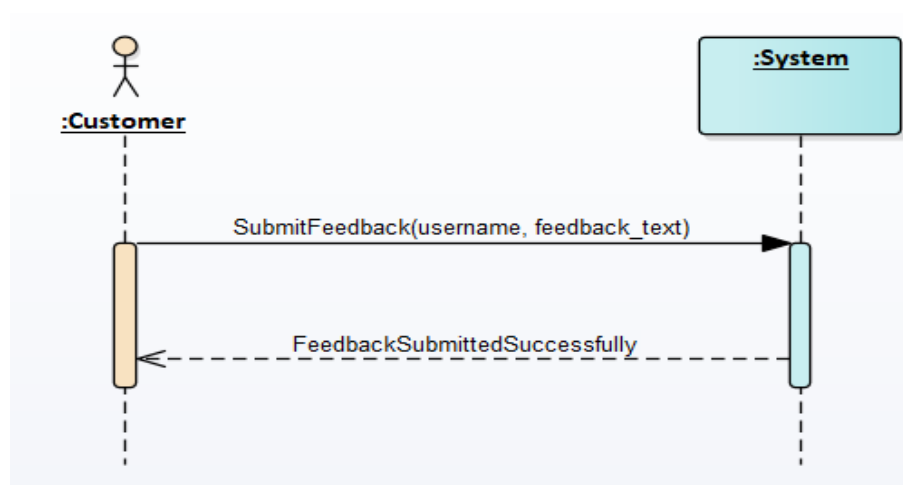 :System
:Customer
SubmitFeedback(username, feedback_text)
FeedbackSubmittedSuccessfully